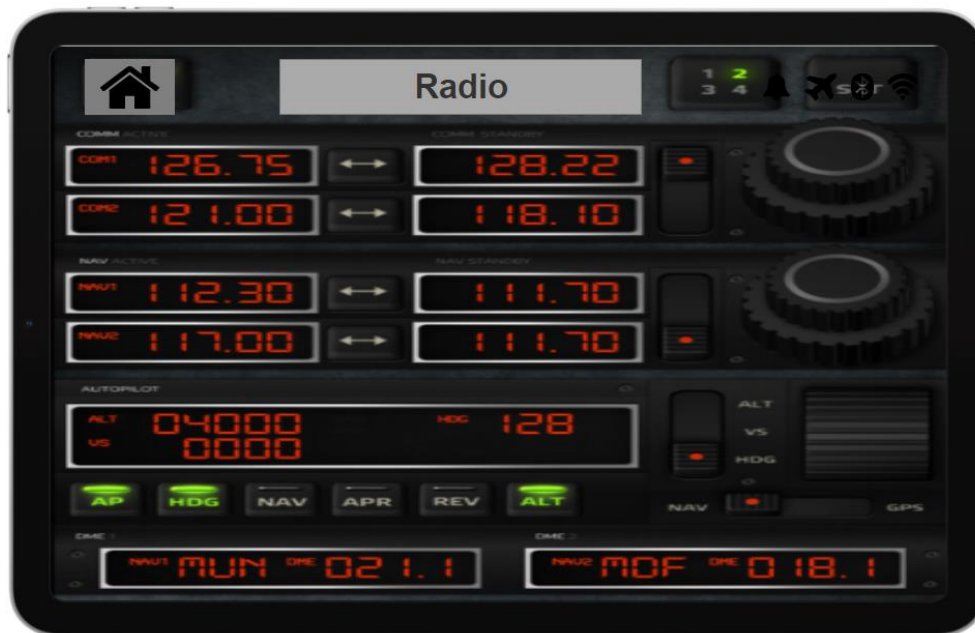 Radio
1 2
3 4
SET
COMM ACTIVE COMM STANDBY
COM1 126.75 128.22
COM2 121.00 118.10
NAV ACTIVE NAV STANDBY
NAV1 112.30 111.70
NAV2 117.00 111.70
AUTOPILOT
ALT 04000 HDG 128
VS 0000
ALT
VS
HDG
AP HDG NAV APR REV ALT
NAV GPS
DME 1 DME 2
NAV1 MUN DME 021.1 NAV2 MOF DME 018.1